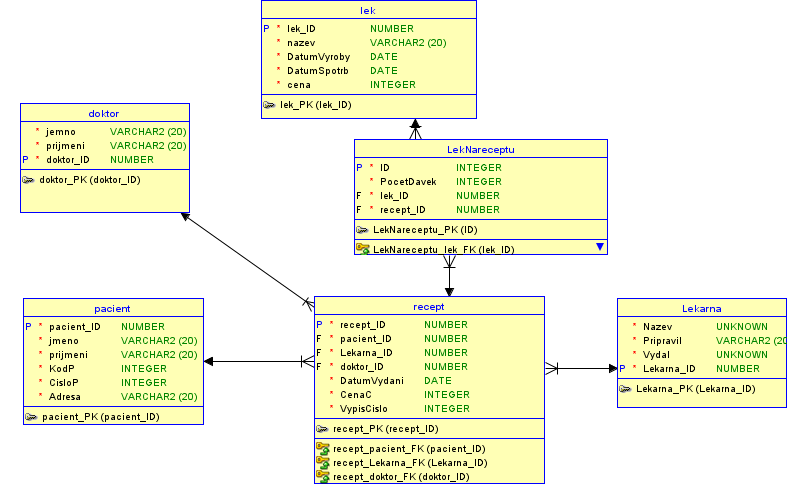 lek
P * lek_ID NUMBER
* nazev VARCHAR2 (20)
* DatumVyroby DATE
* DatumSpotrb DATE
* cena INTEGER
lek_PK (lek_ID)
doktor
* jemno VARCHAR2 (20)
* prijmeni VARCHAR2 (20)
P * doktor_ID NUMBER
doktor_PK (doktor_ID)
LekNareceptu
P * ID INTEGER
* PocetDavek INTEGER
F * lek_ID NUMBER
F * recept_ID NUMBER
LekNareceptu_PK (ID)
LekNareceptu_lek_FK (lek_ID)
pacient
P * pacient_ID NUMBER
* jmeno VARCHAR2 (20)
* prijmeni VARCHAR2 (20)
* KodP INTEGER
* CisloP INTEGER
* Adresa VARCHAR2 (20)
pacient_PK (pacient_ID)
recept
P * recept_ID NUMBER
F * pacient_ID NUMBER
F * Lekarna_ID NUMBER
F * doktor_ID NUMBER
* DatumVydani DATE
* CenaC INTEGER
* VypisCislo INTEGER
recept_PK (recept_ID)
recept_pacient_FK (pacient_ID)
recept_Lekarna_FK (Lekarna_ID)
recept_doktor_FK (doktor_ID)
Lekarna
* Nazev UNKNOWN
* Pripravil VARCHAR2 (20
* Vydal UNKNOWN
P * Lekarna_ID NUMBER
Lekarna_PK (Lekarna_ID)